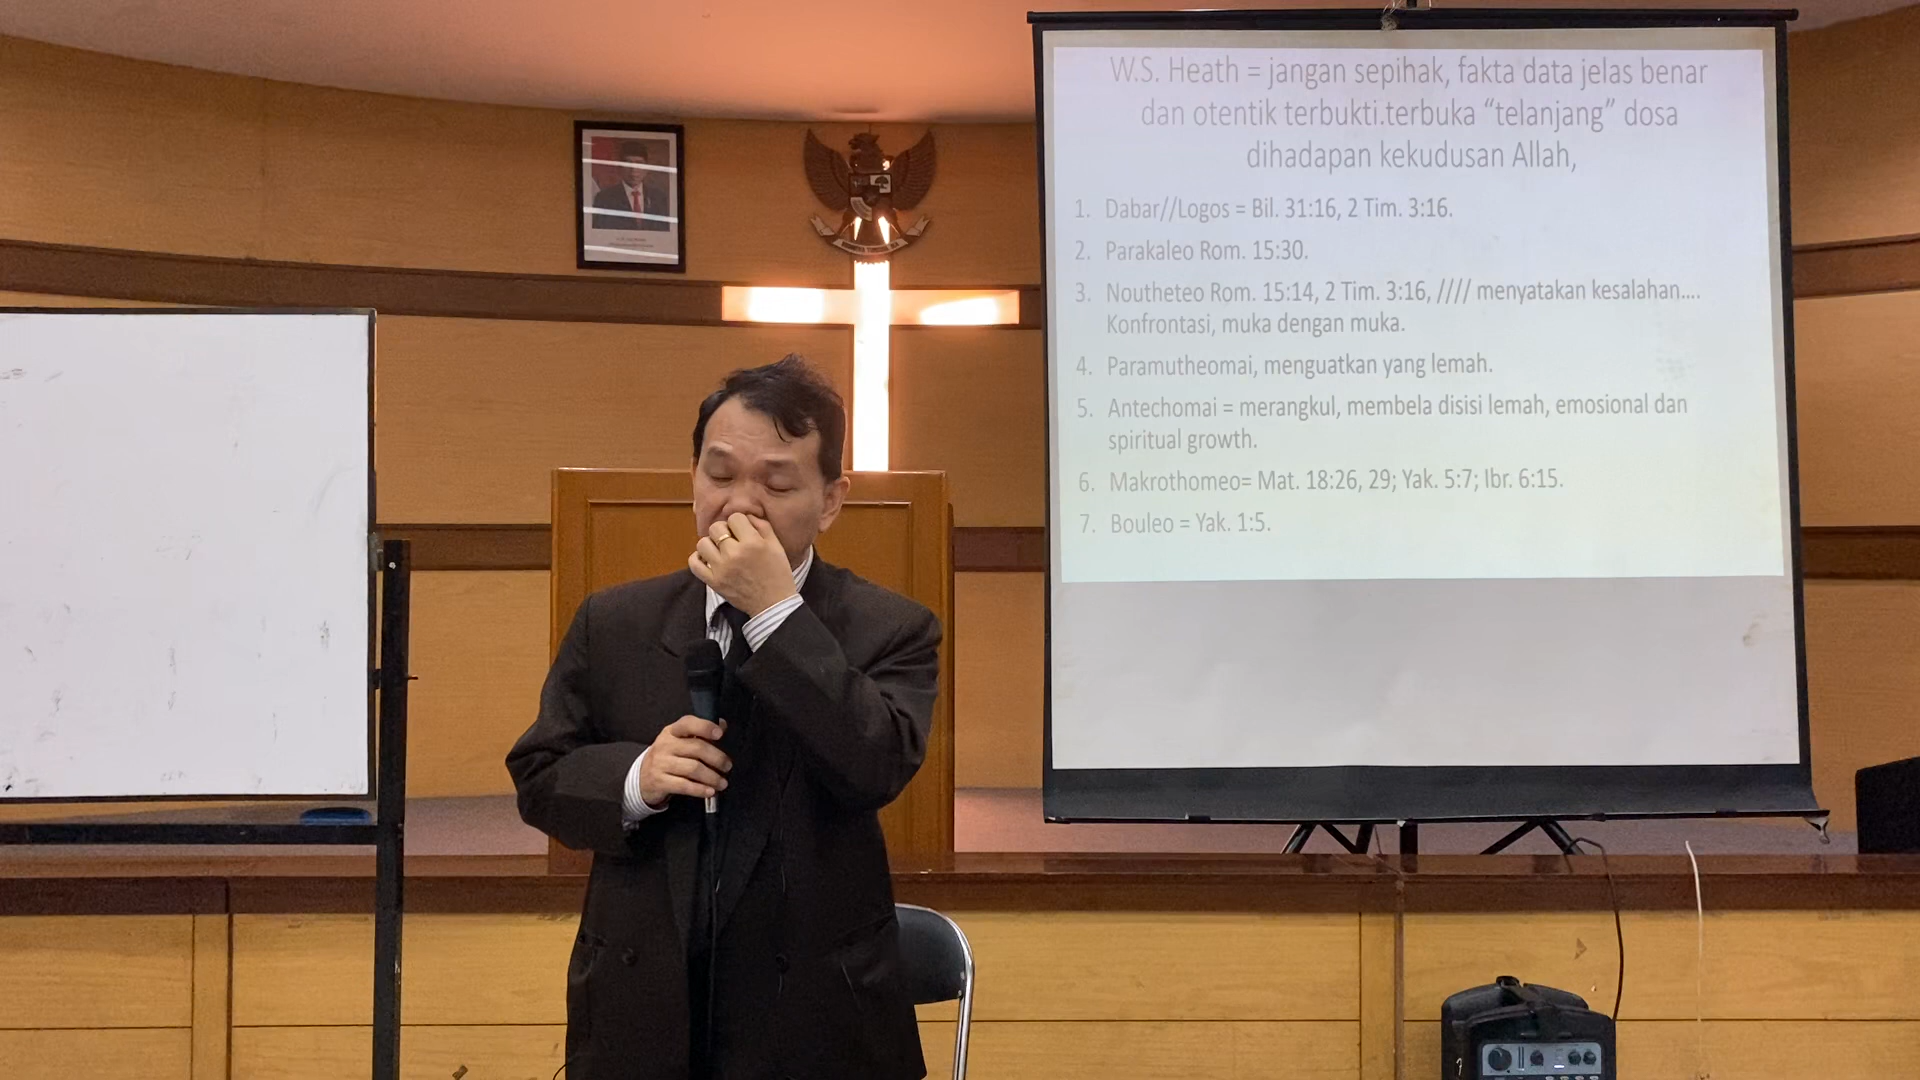 W.S. Heath = jangan sepihak, fakta data jelas benar
dan otentik terbukti.terbuka “telanjang” dosa
dihadapan kekudusan Allah,
1. Dabar//Logos = Bil. 31:16, 2 Tim. 3:16.
2. Parakaleo Rom. 15:30.
3. Noutheteo Rom. 15:14, 2 Tim. 3:16, //// menyatakan kesalahan....
Konfrontasi, muka dengan muka.
4. Paramutheomai, menguatkan yang lemah.
5. Antechomai = merangkul, membela disisi lemah, emosional dan
spiritual growth.
6. Makrothomeo= Mat. 18:26, 29; Yak. 5:7; Ibr. 6:15.
7. Bouleo = Yak. 1:5.